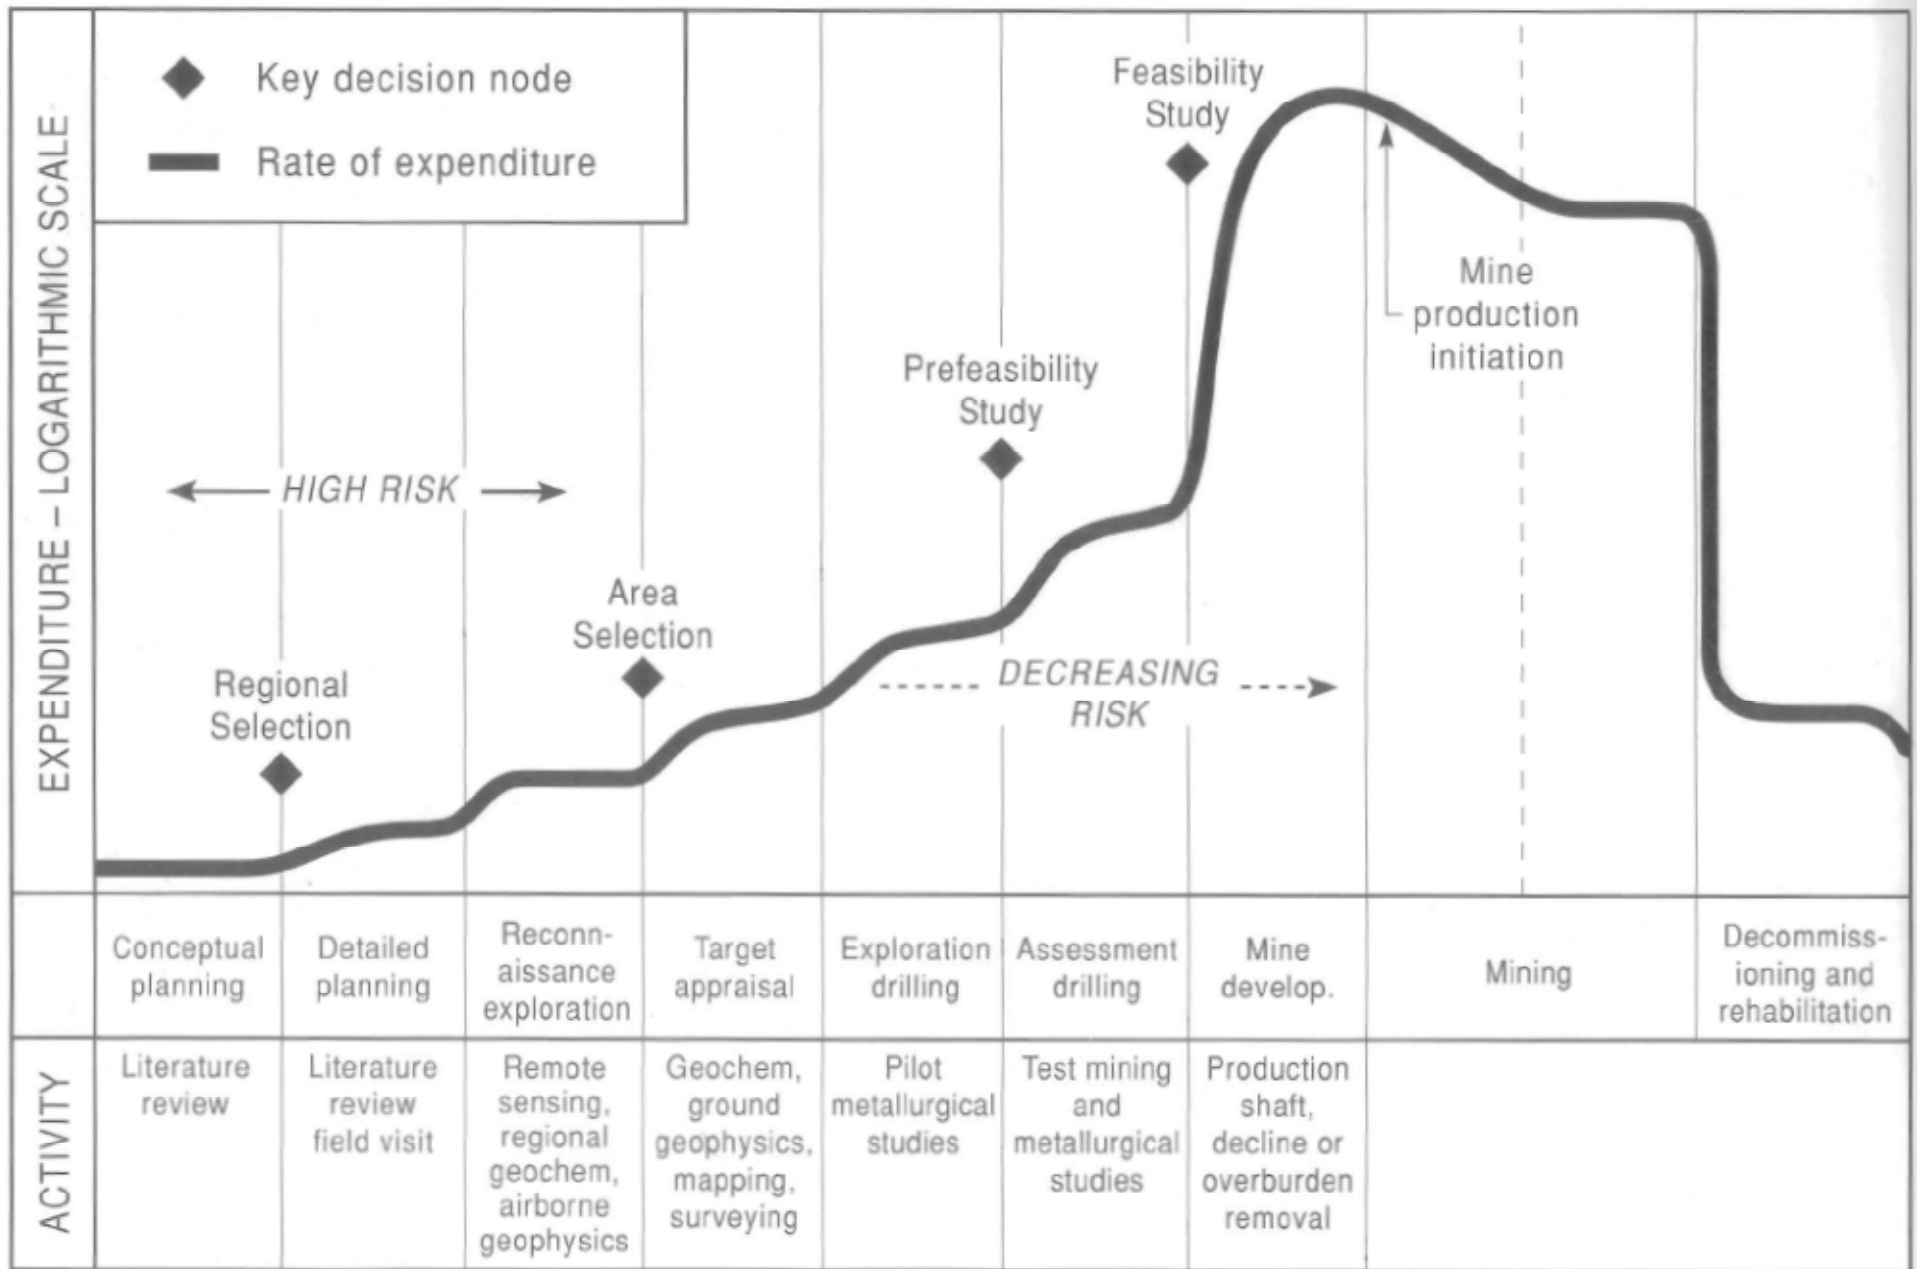 Key decision node
Rate of expenditure
EXPENDITURE – LOGARITHMIC SCALE
Feasibility
Study
Mine
production
initiation
Prefeasibility
Study
HIGH RISK
Area
Selection
DECREASING
RISK
Regional
Selection
Conceptual
planning
Detailed
planning
Reconn-
aissance
exploration
Target
appraisal
Exploration
drilling
Assessment
drilling
Mine
develop.
Mining
Decommiss-
ioning and
rehabilitation
ACTIVITY
Literature
review
Literature
review
field visit
Remote
sensing,
regional
geochem,
airborne
geophysics
Geochem,
ground
geophysics,
mapping,
surveying
Pilot
metallurgical
studies
Test mining
and
metallurgical
studies
Production
shaft,
decline or
overburden
removal